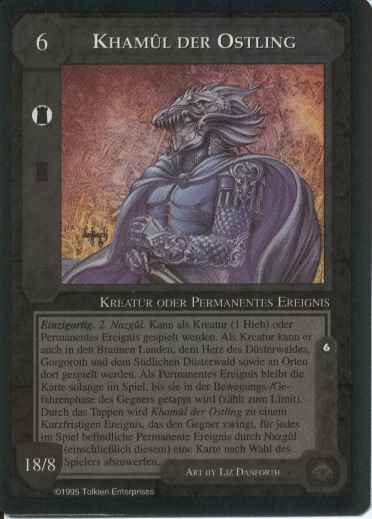 6 KHAMÛL DER OSTLING
KREATUR ODER PERMANENTES EREIGNIS
Einzigartig. 2 Nazgûl. Kann als Kreatur (1 Hieb) oder
Permanentes Ereignis gespielt werden. Als Kreatur kann er
auch in den Braunen Landen, dem Herz des Düsterwaldes,
Gorgoroth und dem Südlichen Düsterwald sowie an Orten
dort gespielt werden. Als Permanentes Ereignis bleibt die
Karte solange im Spiel, bis sie in der Bewegungs-/Ge-
fahrenphase des Gegners getappt wird (zählt zum Limit).
Durch das Tappen wird Khamûl der Ostling zu einem
Kurzfristigen Ereignis, das den Gegner zwingt, für jedes
im Spiel befindliche Permanente Ereignis durch Nazgûl
(einschließlich diesem) eine Karte nach Wahl des
Spielers abzuwerfen.
6
18/8
ART BY LIZ DANFORTH
©1995 Tolkien Enterprises